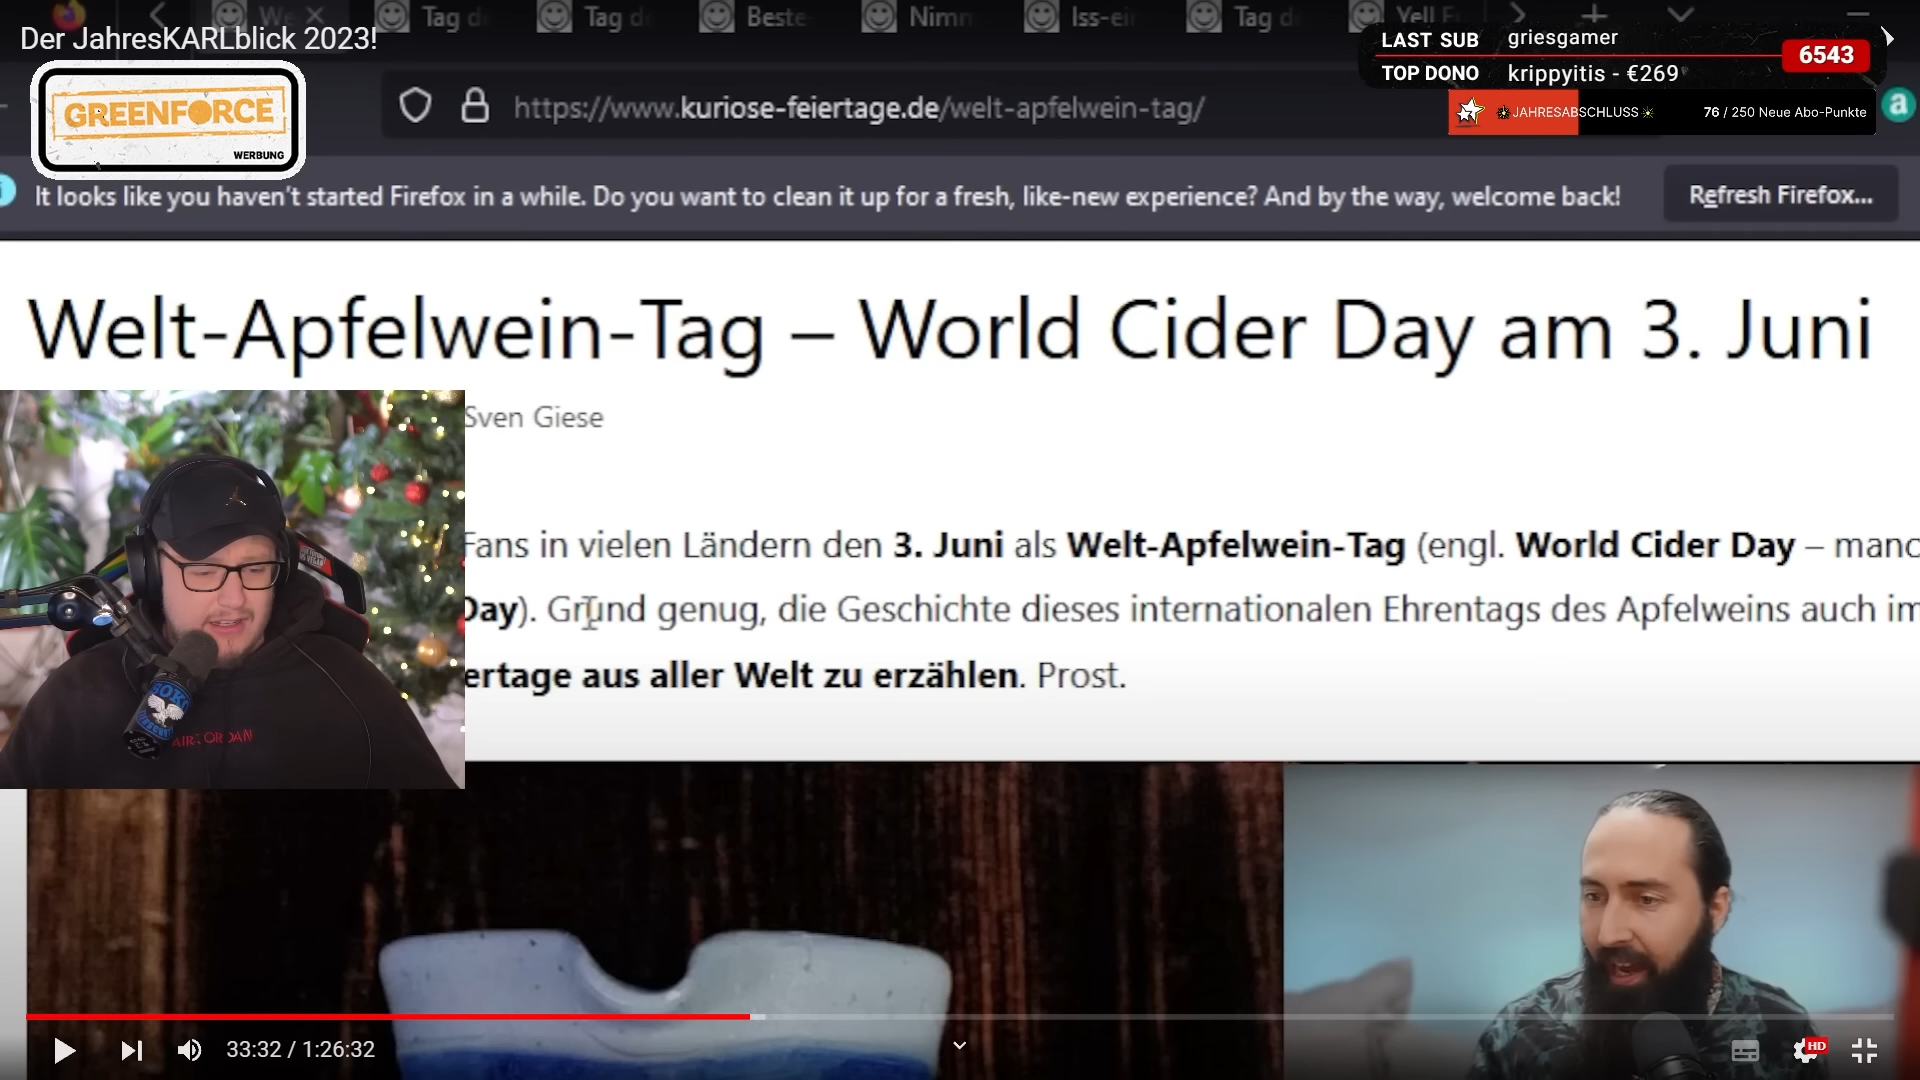 We
Tag d
Tag d
Beste
Nimm
Iss-ei
Tag d
Yell F
Der JahresKARLblick 2023!
LAST SUB griesgamer
6543
TOP DONO krippyitis - €269
GREENFORCE
WERBUNG
https://www.kuriose-feiertage.de/welt-apfelwein-tag/
JAHRESABSCHLUSS
76 / 250 Neue Abo-Punkte
a
It looks like you haven't started Firefox in a while. Do you want to clean it up for a fresh, like-new experience? And by the way, welcome back!
Refresh Firefox...
Welt-Apfelwein-Tag – World Cider Day am 3. Juni
Sven Giese
Fans in vielen Ländern den 3. Juni als Welt-Apfelwein-Tag (engl. World Cider Day – manc
Day). Grund genug, die Geschichte dieses internationalen Ehrentags des Apfelweins auch im
ertage aus aller Welt zu erzählen. Prost.
33:32 / 1:26:32
HD